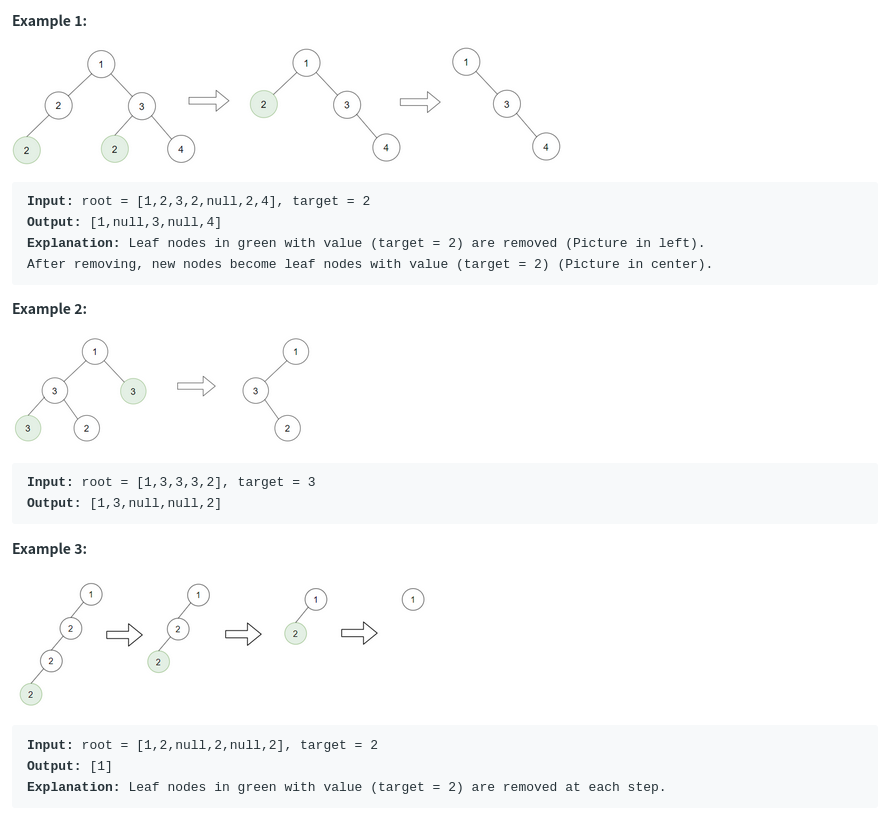 Example 1:
1
1
1
2
3
2
3
3
2
2
4
4
4
Input: root = [1,2,3,2,null,2,4], target = 2
Output: [1,null,3,null,4]
Explanation: Leaf nodes in green with value (target = 2) are removed (Picture in left).
After removing, new nodes become leaf nodes with value (target = 2) (Picture in center).
Example 2:
1
1
3
3
3
3
2
2
Input: root = [1,3,3,3,2], target = 3
Output: [1,3,null,null,2]
Example 3:
1
1
1
1
2
2
2
2
2
2
Input: root = [1,2,null,2,null,2], target = 2
Output: [1]
Explanation: Leaf nodes in green with value (target = 2) are removed at each step.